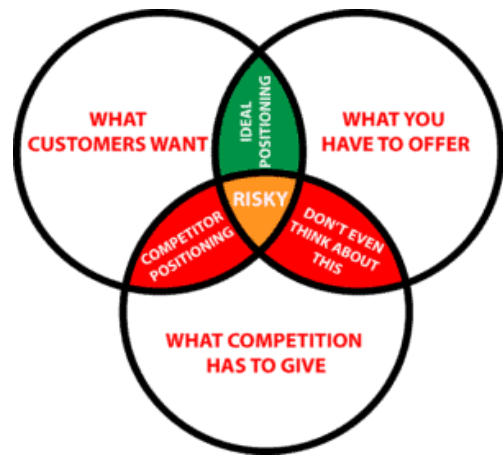 WHAT
CUSTOMERS WANT
IDEAL
POSITIONING
WHAT YOU
HAVE TO OFFER
RISKY
COMPETITOR
POSITIONING
DON'T EVEN
THINK ABOUT
THIS
WHAT COMPETITION
HAS TO GIVE